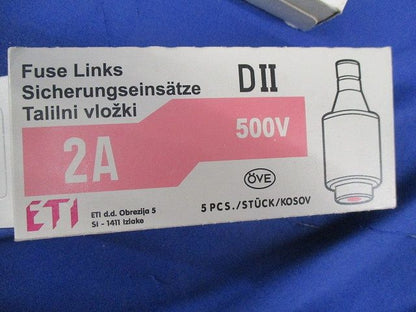 Fuse Links
Sicherungseinsätze
Talilni vložki
D II
2A
500V
ÖVE
ETI
ETI d.d. Obrezija 5
SI - 1411 Izlake
5 PCS./STÜCK/KOSOV